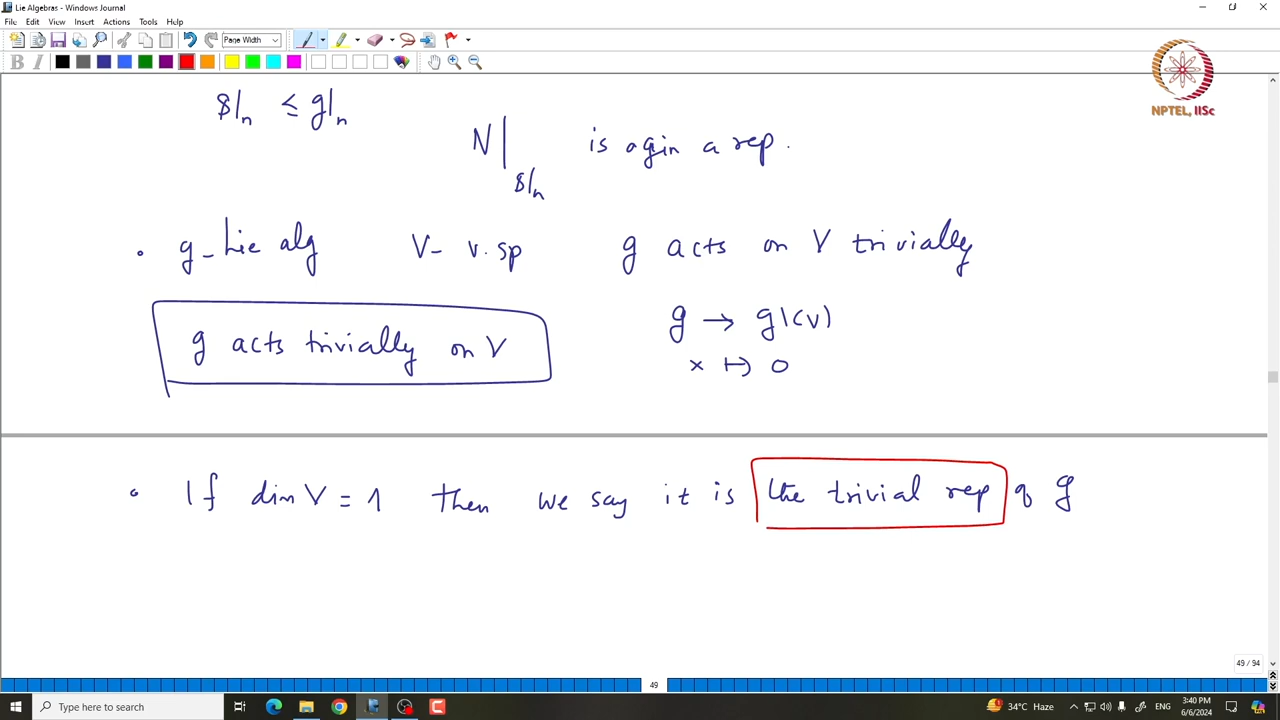 Lie Algebras - Windows Journal
File Edit View Insert Actions Tools Help
Page Width
B I
NPTEL, IISc
sl_n ≤ gl_n
N|_{sl_n} is agin a rep.
• g - Lie alg V - v. sp g acts on V trivially
g acts trivially on V
g → gl(V)
x ↦ 0
• If dim V = 1 then we say it is the trivial rep of g
49 / 94
49
Type here to search
34°C Haze
3:40 PM
6/6/2024